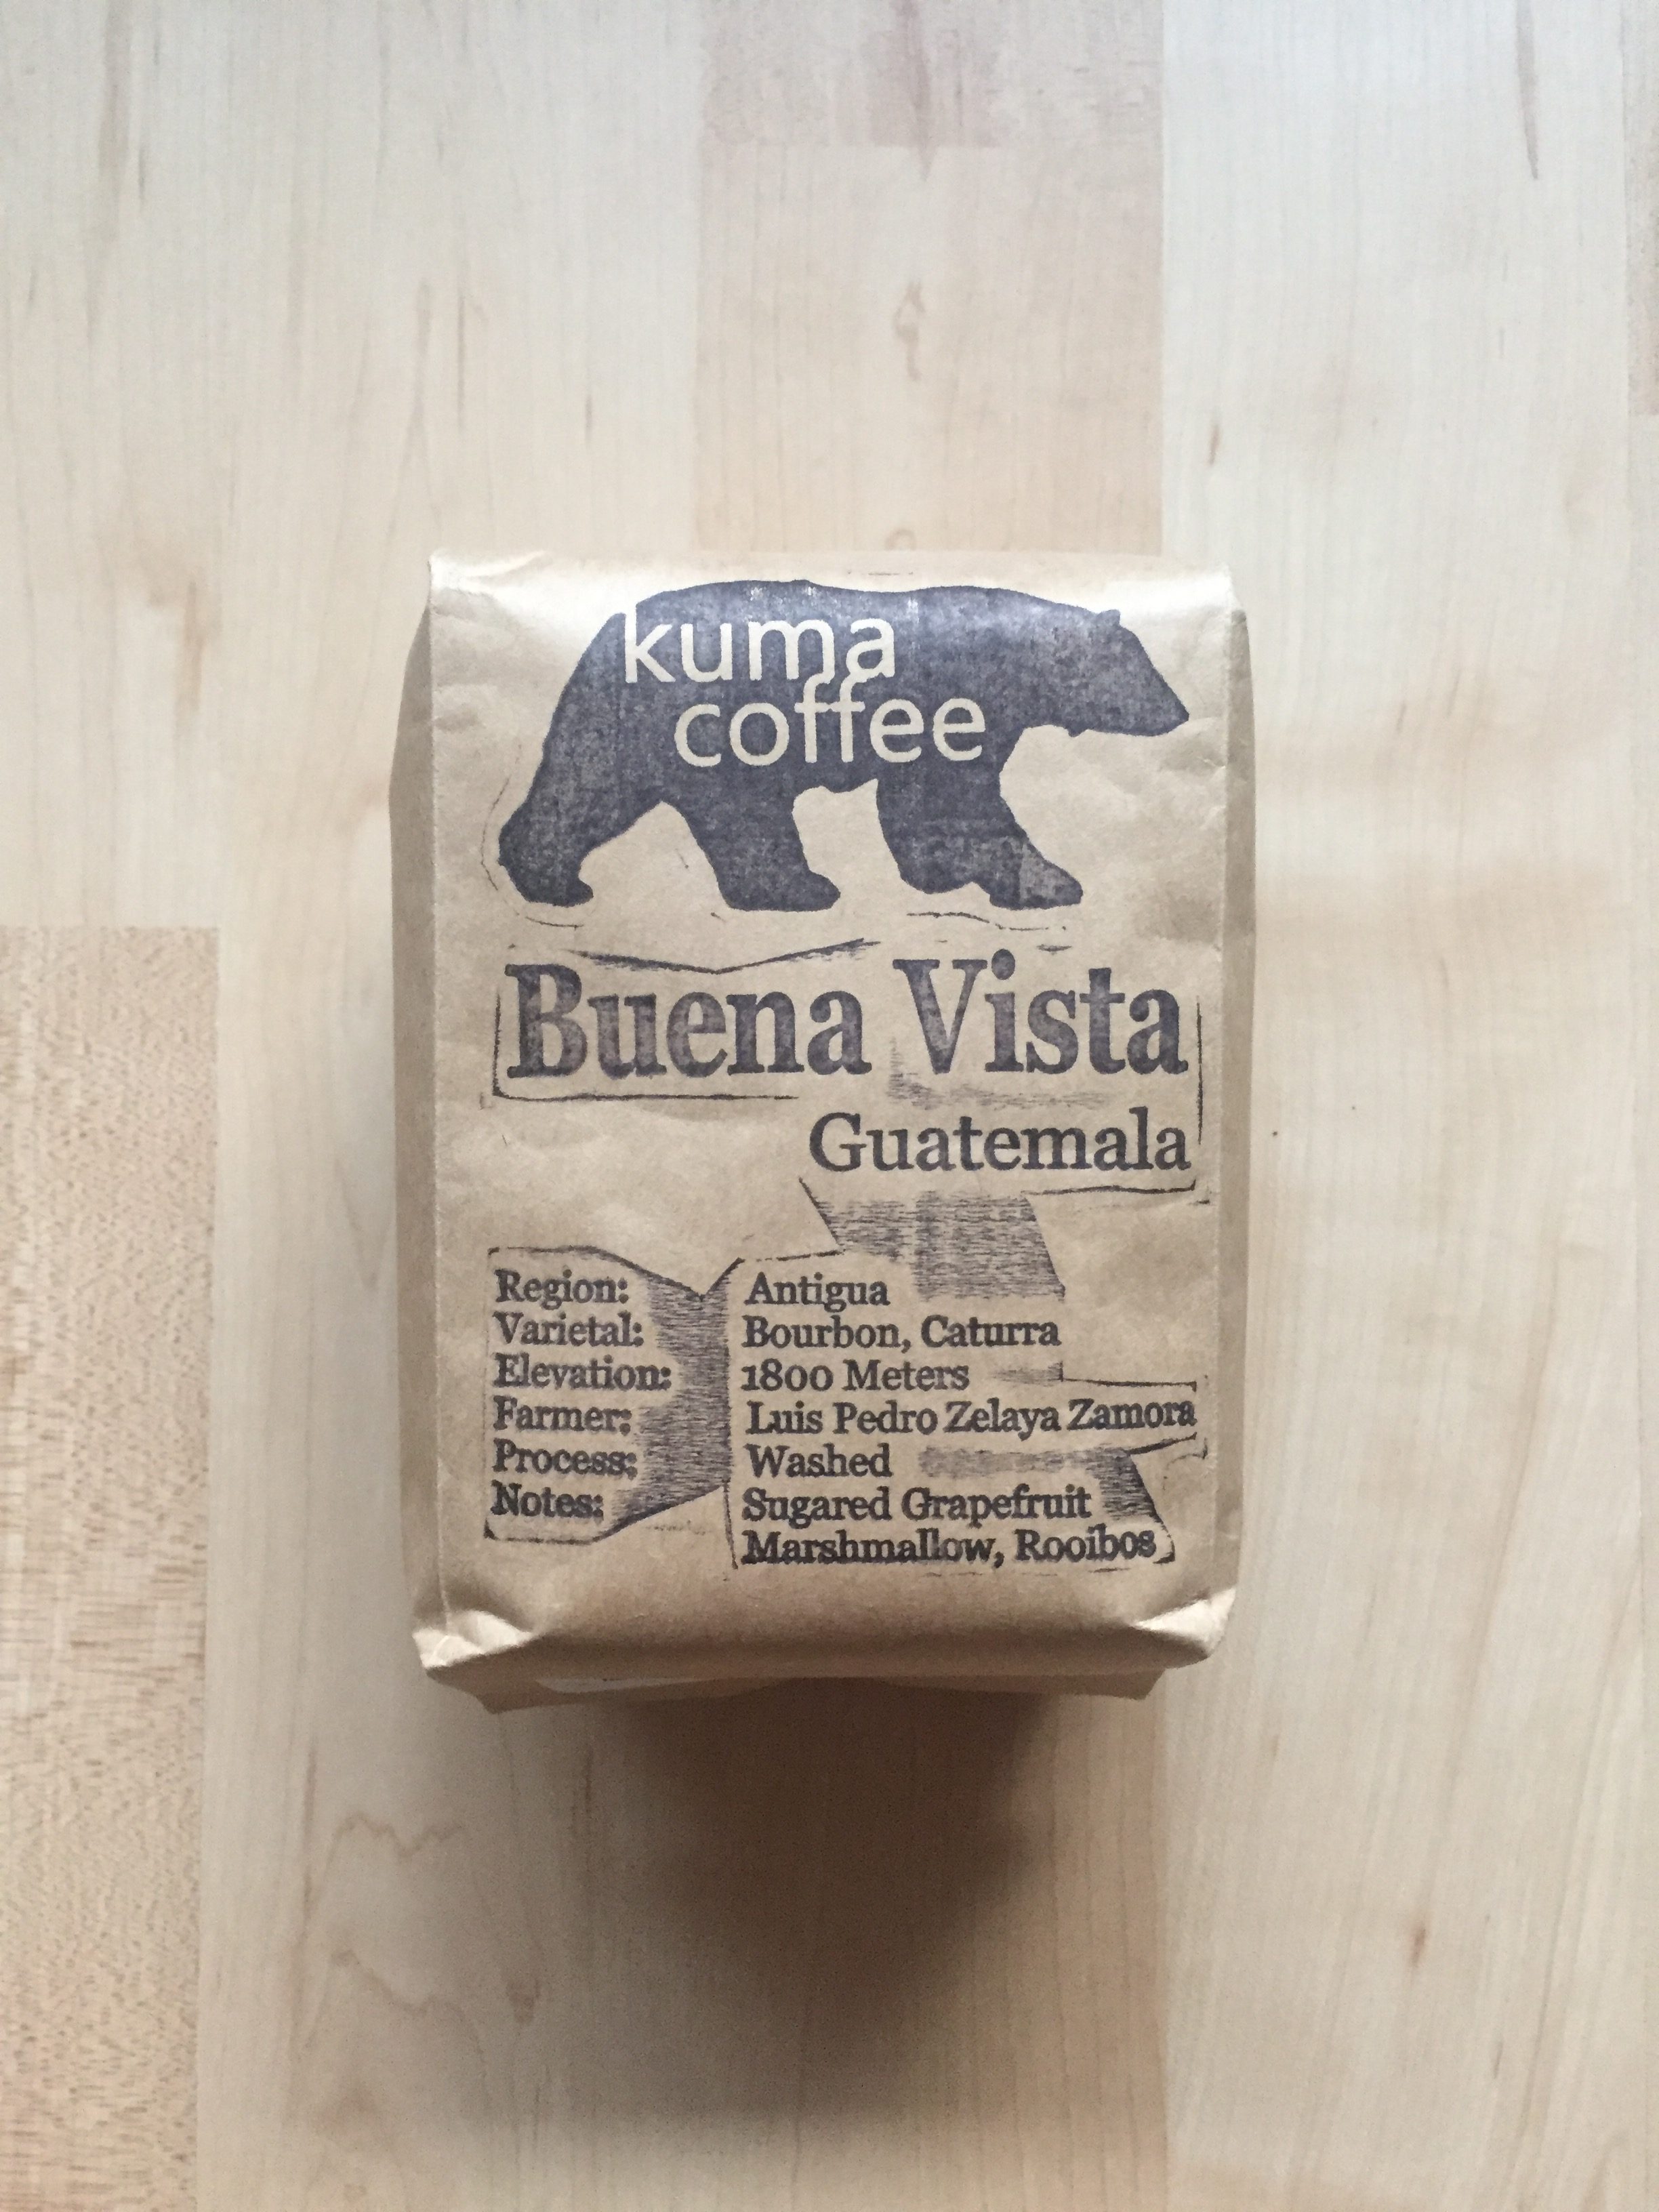 kuma
coffee
Buena Vista
Guatemala
Region: Antigua
Varietal: Bourbon, Caturra
Elevation: 1800 Meters
Farmer: Luis Pedro Zelaya Zamora
Process: Washed
Notes: Sugared Grapefruit
Marshmallow, Rooibos